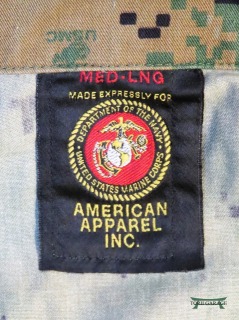 USMC
MED-LNG
MADE EXPRESSLY FOR
DEPARTMENT OF THE NAVY
UNITED STATES MARINE CORPS
AMERICAN
APPAREL
INC.